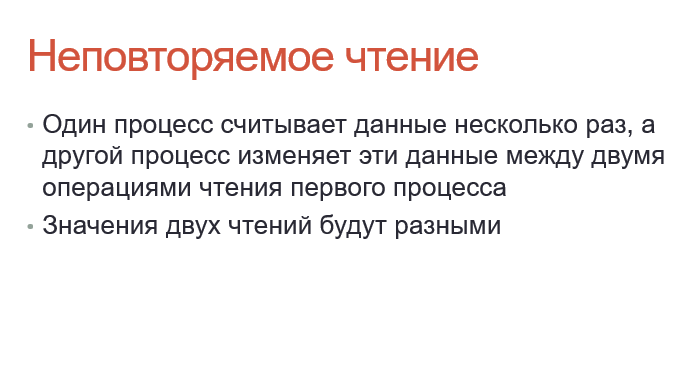 Неповторяемое чтение
• Один процесс считывает данные несколько раз, а
другой процесс изменяет эти данные между двумя
операциями чтения первого процесса
• Значения двух чтений будут разными